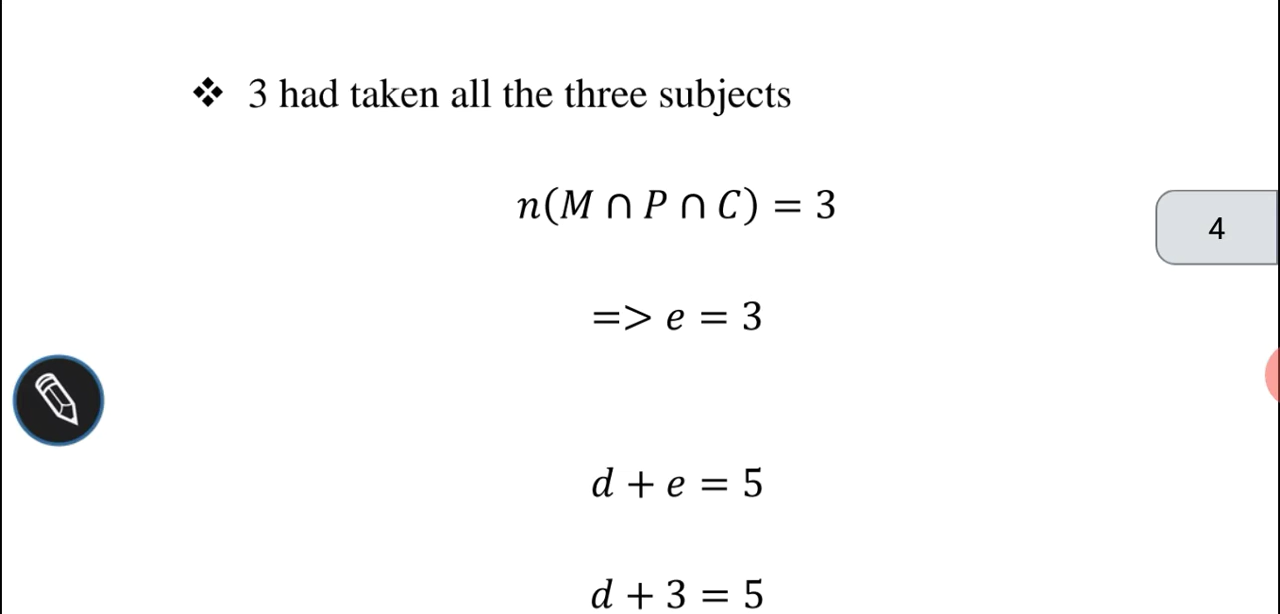 ❖ 3 had taken all the three subjects
n(M ∩ P ∩ C) = 3
4
=> e = 3
d + e = 5
d + 3 = 5